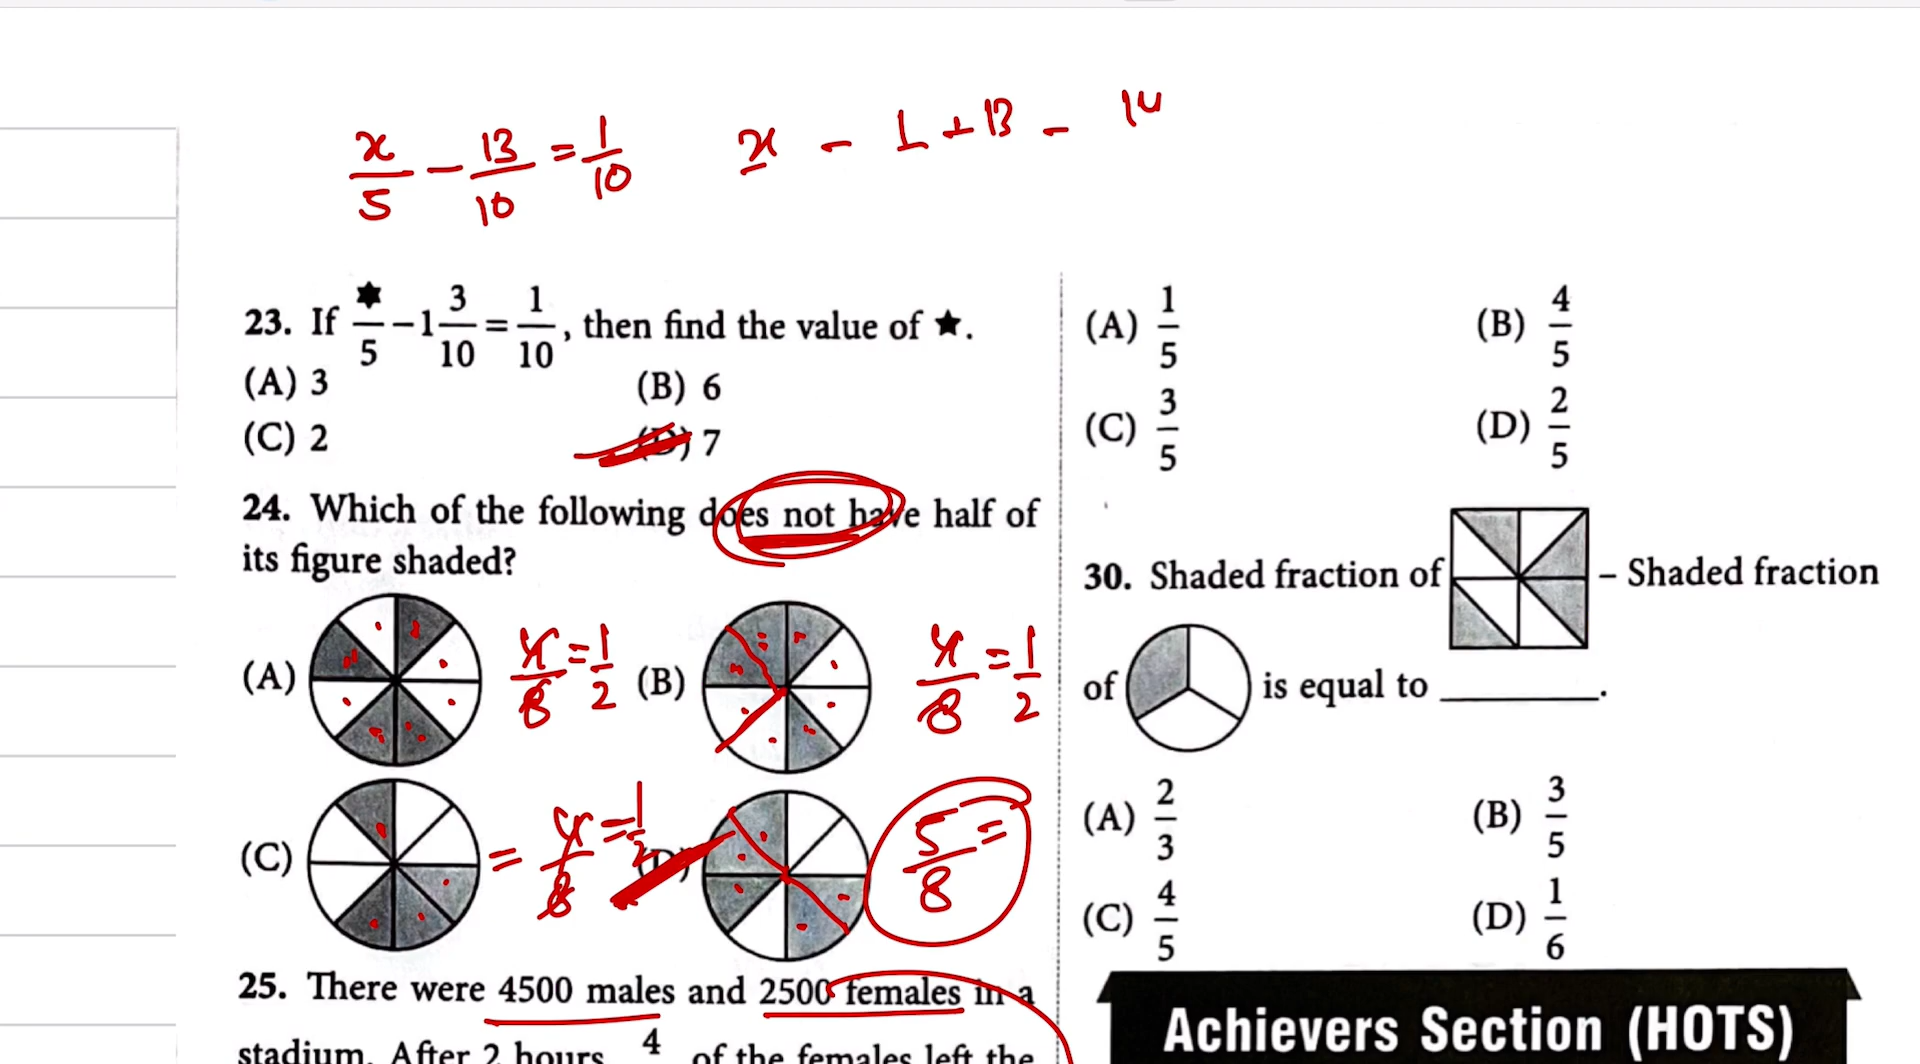 x/5 - 13/10 = 1/10
x - 1 + 13 - 14
23. If ★/5 - 1 3/10 = 1/10, then find the value of ★.
(A) 3 (B) 6
(C) 2 (D) 7
24. Which of the following does not have half of
its figure shaded?
(A) 4/8 = 1/2 (B) 4/8 = 1/2
(C) = 4/8 = 1/2 (D) 5/8 =
25. There were 4500 males and 2500 females in a
stadium. After 2 hours, 4 of the females left the
(A) 1/5 (B) 4/5
(C) 3/5 (D) 2/5
30. Shaded fraction of – Shaded fraction
of is equal to ________.
(A) 2/3 (B) 3/5
(C) 4/5 (D) 1/6
Achievers Section (HOTS)